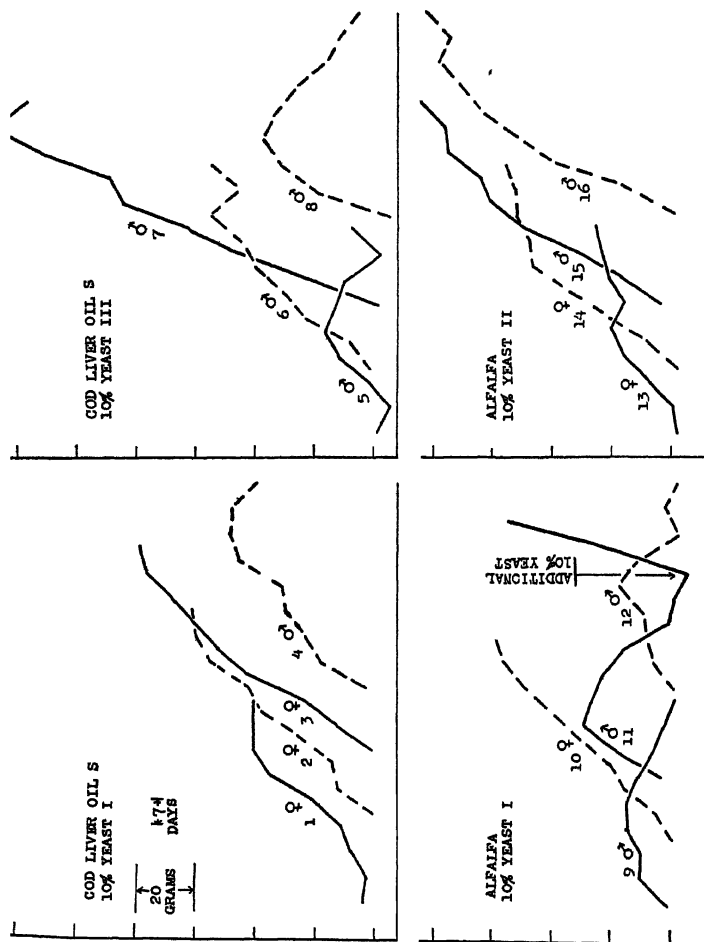 COD LIVER OIL S
10% YEAST I
20
GRAMS
7
DAYS
♀
1
♀
2
♀
3
♂
4
COD LIVER OIL S
10% YEAST III
♂
5
♂
6
♂
7
♂
8
ALFALFA
10% YEAST I
9 ♂
♀
10
♂
11
♂
12
ADDITIONAL
10% YEAST
ALFALFA
10% YEAST II
♀
13
♀
14
♂
15
♂
16